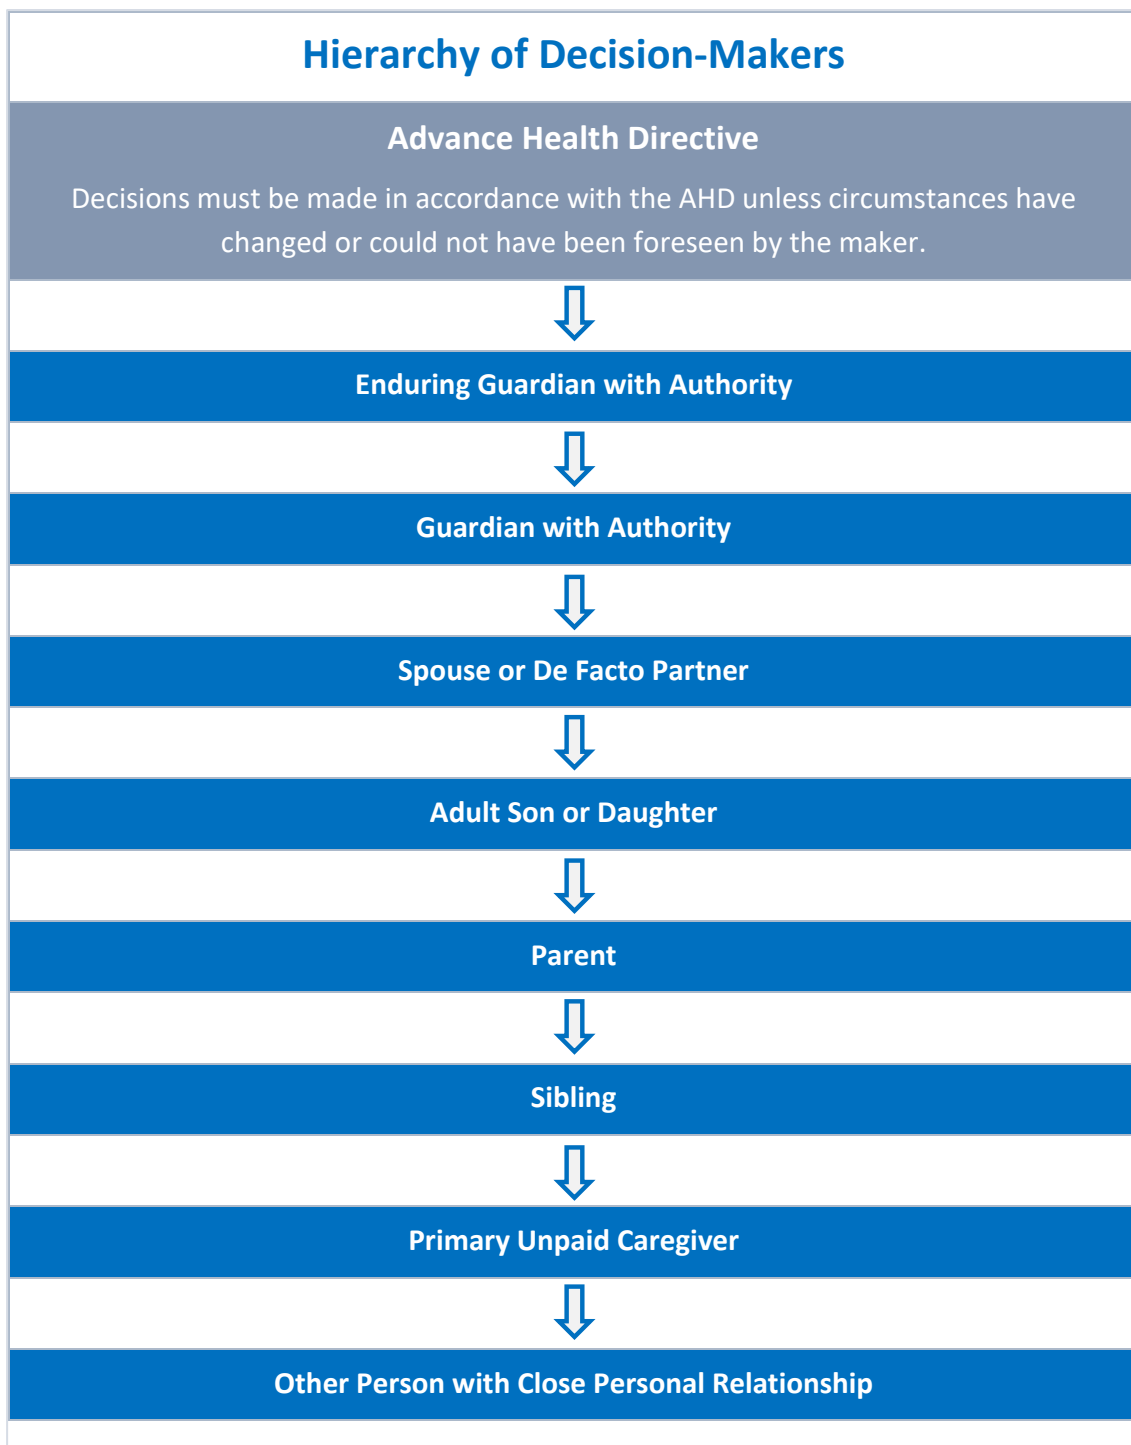 Hierarchy of Decision-Makers
Advance Health Directive
Decisions must be made in accordance with the AHD unless circumstances have
changed or could not have been foreseen by the maker.
Enduring Guardian with Authority
Guardian with Authority
Spouse or De Facto Partner
Adult Son or Daughter
Parent
Sibling
Primary Unpaid Caregiver
Other Person with Close Personal Relationship